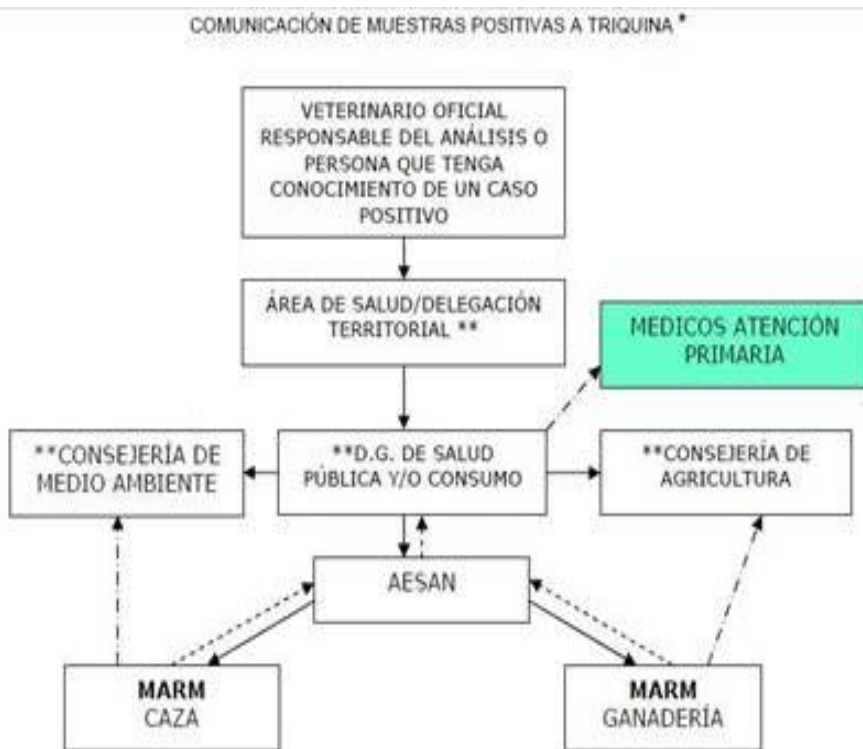 COMUNICACIÓN DE MUESTRAS POSITIVAS A TRIQUINA *
VETERINARIO OFICIAL
RESPONSABLE DEL ANÁLISIS O
PERSONA QUE TENGA
CONOCIMIENTO DE UN CASO
POSITIVO
ÁREA DE SALUD/DELEGACIÓN
TERRITORIAL **
MEDICOS ATENCIÓN
PRIMARIA
**CONSEJERÍA DE
MEDIO AMBIENTE
**D.G. DE SALUD
PÚBLICA Y/O CONSUMO
**CONSEJERÍA DE
AGRICULTURA
AESAN
MARM
CAZA
MARM
GANADERÍA